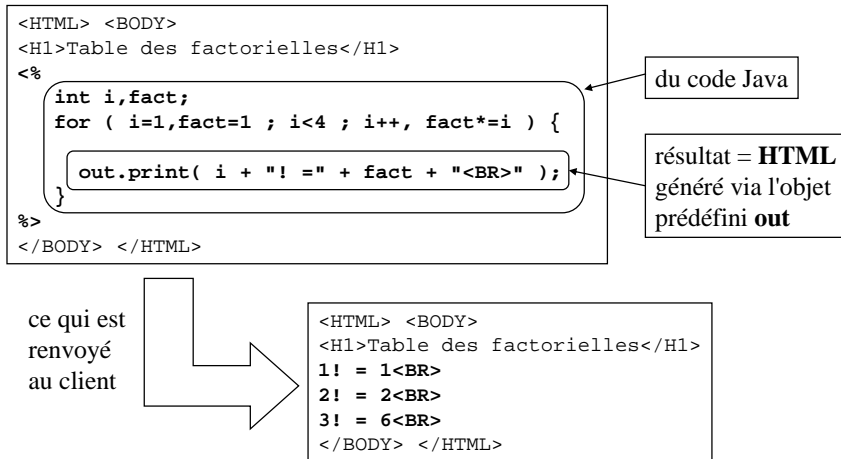 <HTML> <BODY>
<H1>Table des factorielles</H1>
<%
int i,fact;
for ( i=1,fact=1 ; i<4 ; i++, fact*=i ) {
out.print( i + "! =" + fact + "<BR>" );
}
%>
</BODY> </HTML>
du code Java
résultat = HTML
généré via l'objet
prédéfini out
ce qui est
renvoyé
au client
<HTML> <BODY>
<H1>Table des factorielles</H1>
1! = 1<BR>
2! = 2<BR>
3! = 6<BR>
</BODY> </HTML>